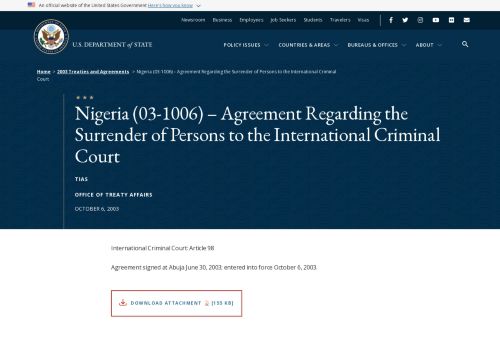 An official website of the United States Government Here's how you know
Newsroom Business Employees Job Seekers Students Travelers Visas
U.S. DEPARTMENT of STATE
POLICY ISSUES COUNTRIES & AREAS BUREAUS & OFFICES ABOUT
Home > 2003 Treaties and Agreements > Nigeria (03-1006) – Agreement Regarding the Surrender of Persons to the International Criminal
Court
Nigeria (03-1006) – Agreement Regarding the
Surrender of Persons to the International Criminal
Court
TIAS
OFFICE OF TREATY AFFAIRS
OCTOBER 6, 2003
International Criminal Court: Article 98
Agreement signed at Abuja June 30, 2003; entered into force October 6, 2003.
DOWNLOAD ATTACHMENT [155 KB]